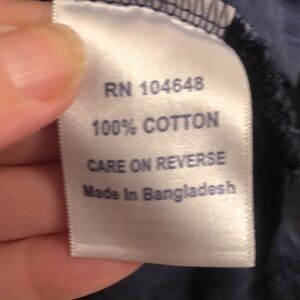 RN 104648
100% COTTON
CARE ON REVERSE
Made In Bangladesh